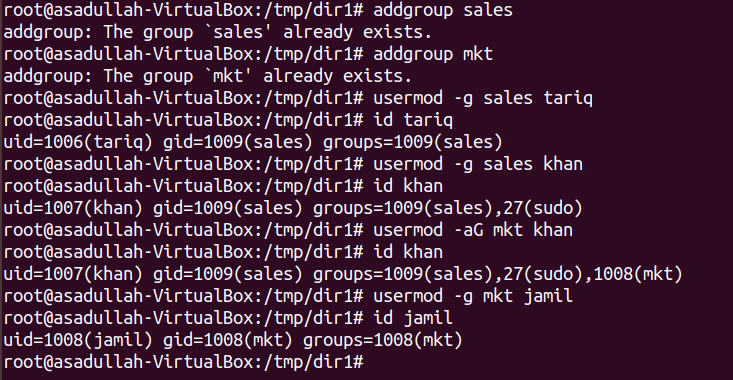 root@asadullah-VirtualBox:/tmp/dir1# addgroup sales
addgroup: The group `sales' already exists.
root@asadullah-VirtualBox:/tmp/dir1# addgroup mkt
addgroup: The group `mkt' already exists.
root@asadullah-VirtualBox:/tmp/dir1# usermod -g sales tariq
root@asadullah-VirtualBox:/tmp/dir1# id tariq
uid=1006(tariq) gid=1009(sales) groups=1009(sales)
root@asadullah-VirtualBox:/tmp/dir1# usermod -g sales khan
root@asadullah-VirtualBox:/tmp/dir1# id khan
uid=1007(khan) gid=1009(sales) groups=1009(sales),27(sudo)
root@asadullah-VirtualBox:/tmp/dir1# usermod -aG mkt khan
root@asadullah-VirtualBox:/tmp/dir1# id khan
uid=1007(khan) gid=1009(sales) groups=1009(sales),27(sudo),1008(mkt)
root@asadullah-VirtualBox:/tmp/dir1# usermod -g mkt jamil
root@asadullah-VirtualBox:/tmp/dir1# id jamil
uid=1008(jamil) gid=1008(mkt) groups=1008(mkt)
root@asadullah-VirtualBox:/tmp/dir1#